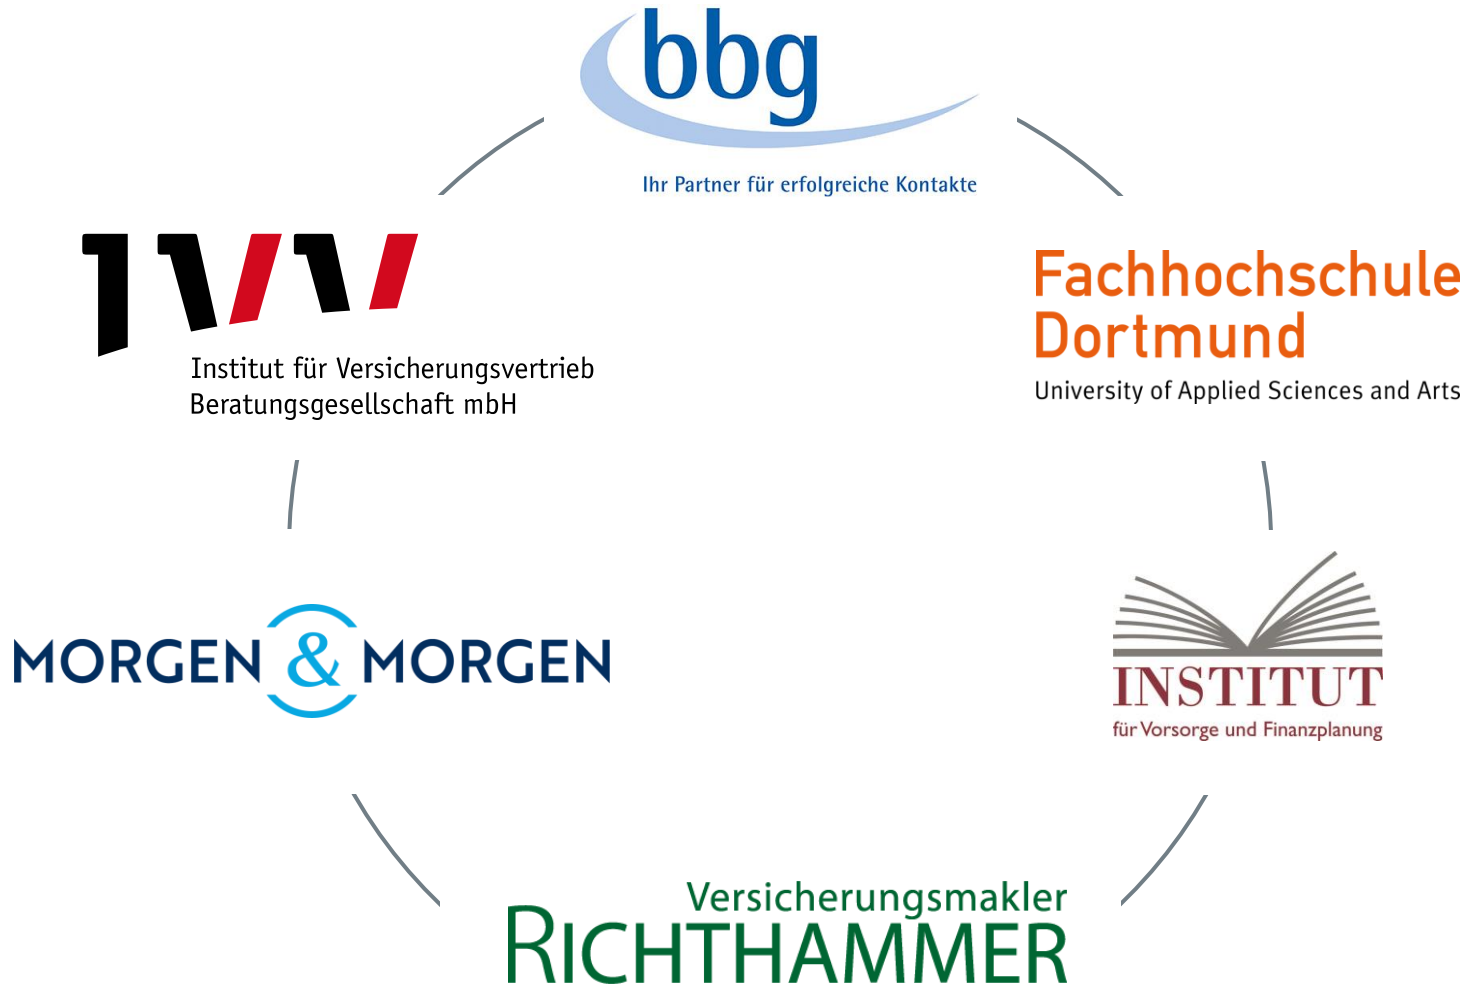 bbg
Ihr Partner für erfolgreiche Kontakte
IVV
Institut für Versicherungsvertrieb
Beratungsgesellschaft mbH
Fachhochschule
Dortmund
University of Applied Sciences and Arts
MORGEN & MORGEN
INSTITUT
für Vorsorge und Finanzplanung
Versicherungsmakler
RICHTHAMMER